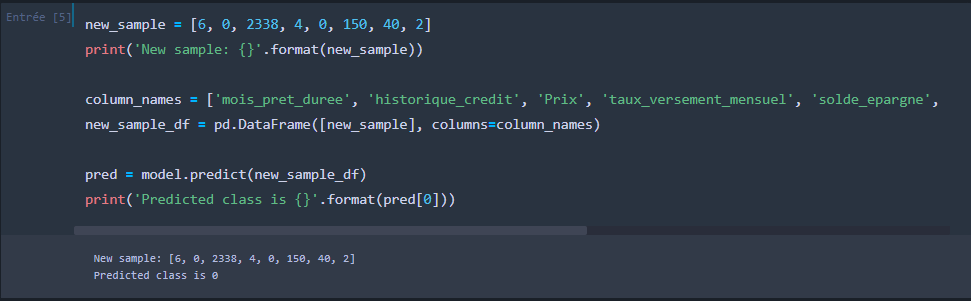 Entrée [5]
new_sample = [6, 0, 2338, 4, 0, 150, 40, 2]
print('New sample: {}'.format(new_sample))
column_names = ['mois_pret_duree', 'historique_credit', 'Prix', 'taux_versement_mensuel', 'solde_epargne',
new_sample_df = pd.DataFrame([new_sample], columns=column_names)
pred = model.predict(new_sample_df)
print('Predicted class is {}'.format(pred[0]))
New sample: [6, 0, 2338, 4, 0, 150, 40, 2]
Predicted class is 0